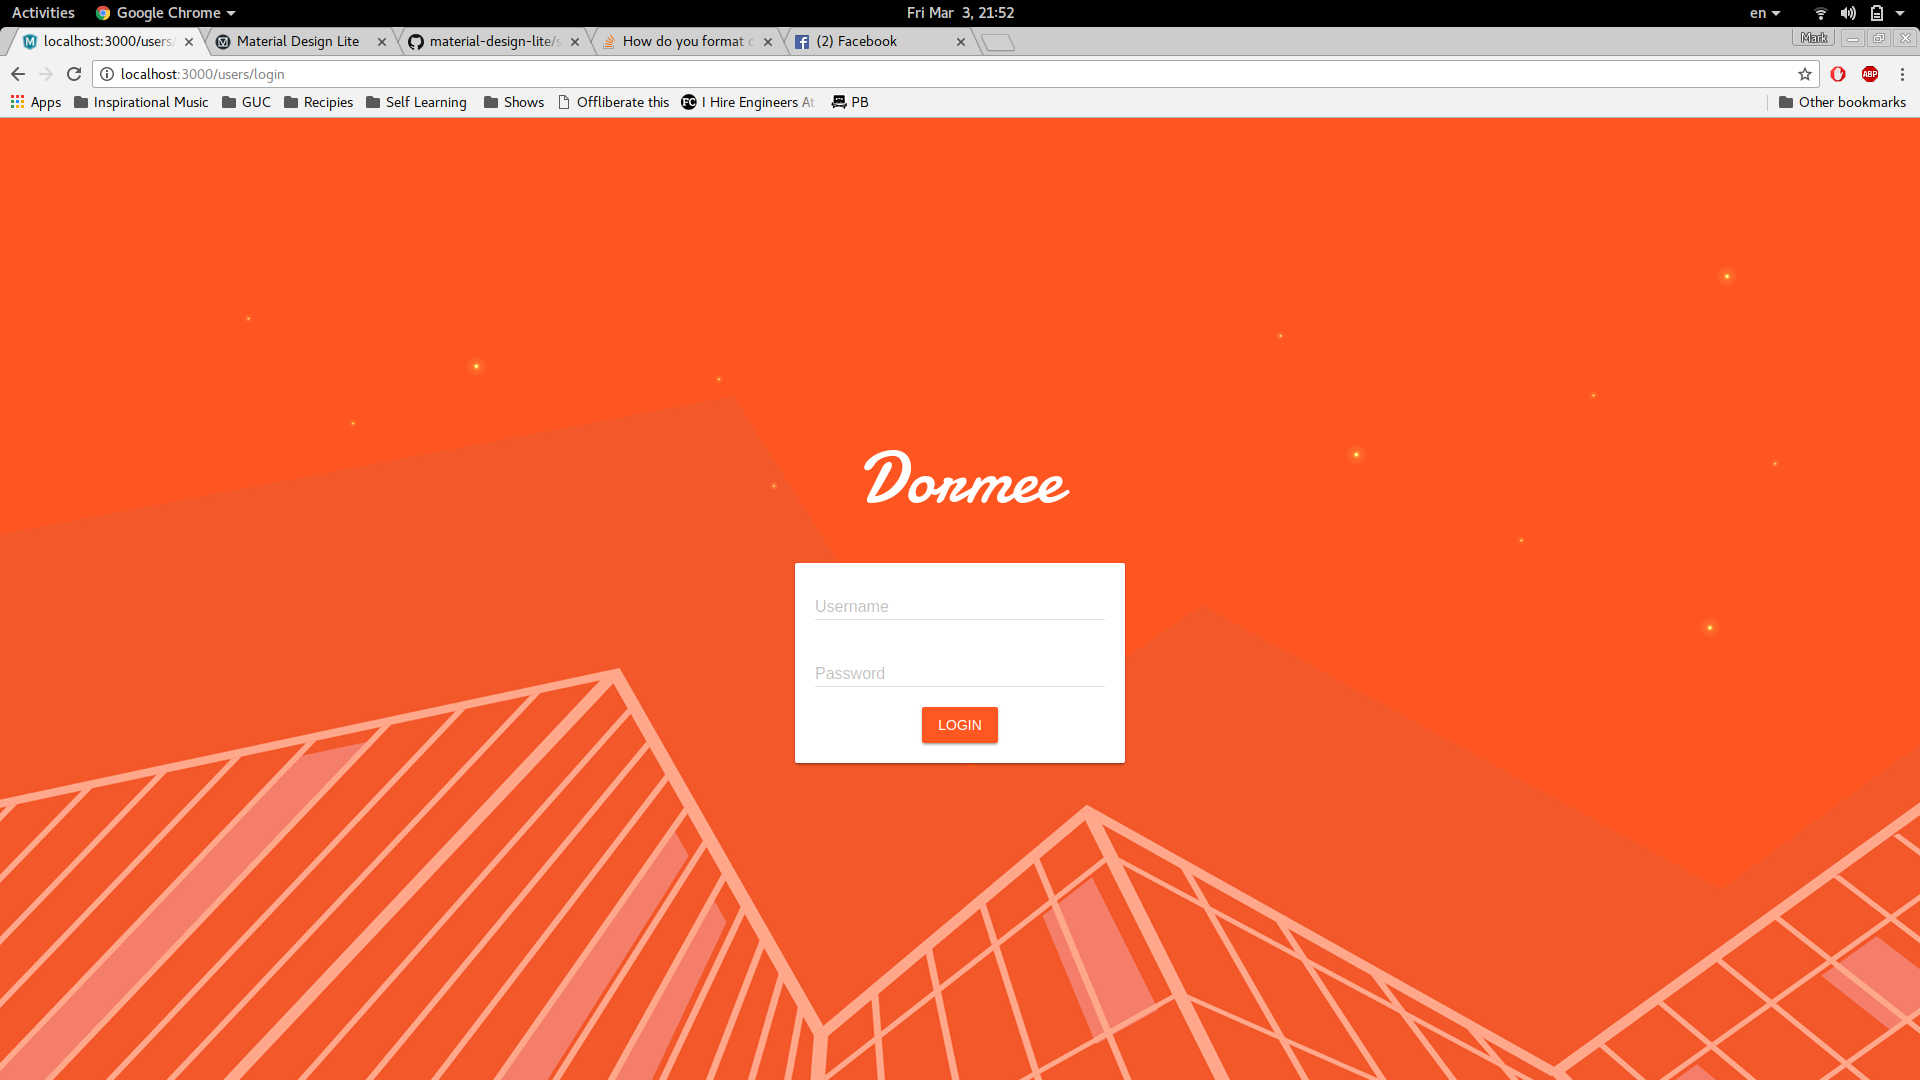 Activities Google Chrome Fri Mar 3, 21:52 en
localhost:3000/users/ Material Design Lite material-design-lite/s How do you format c (2) Facebook Mark
localhost:3000/users/login ABP
Apps Inspirational Music GUC Recipies Self Learning Shows Offliberate this FC I Hire Engineers At PB Other bookmarks
Dormee
Username
Password
LOGIN